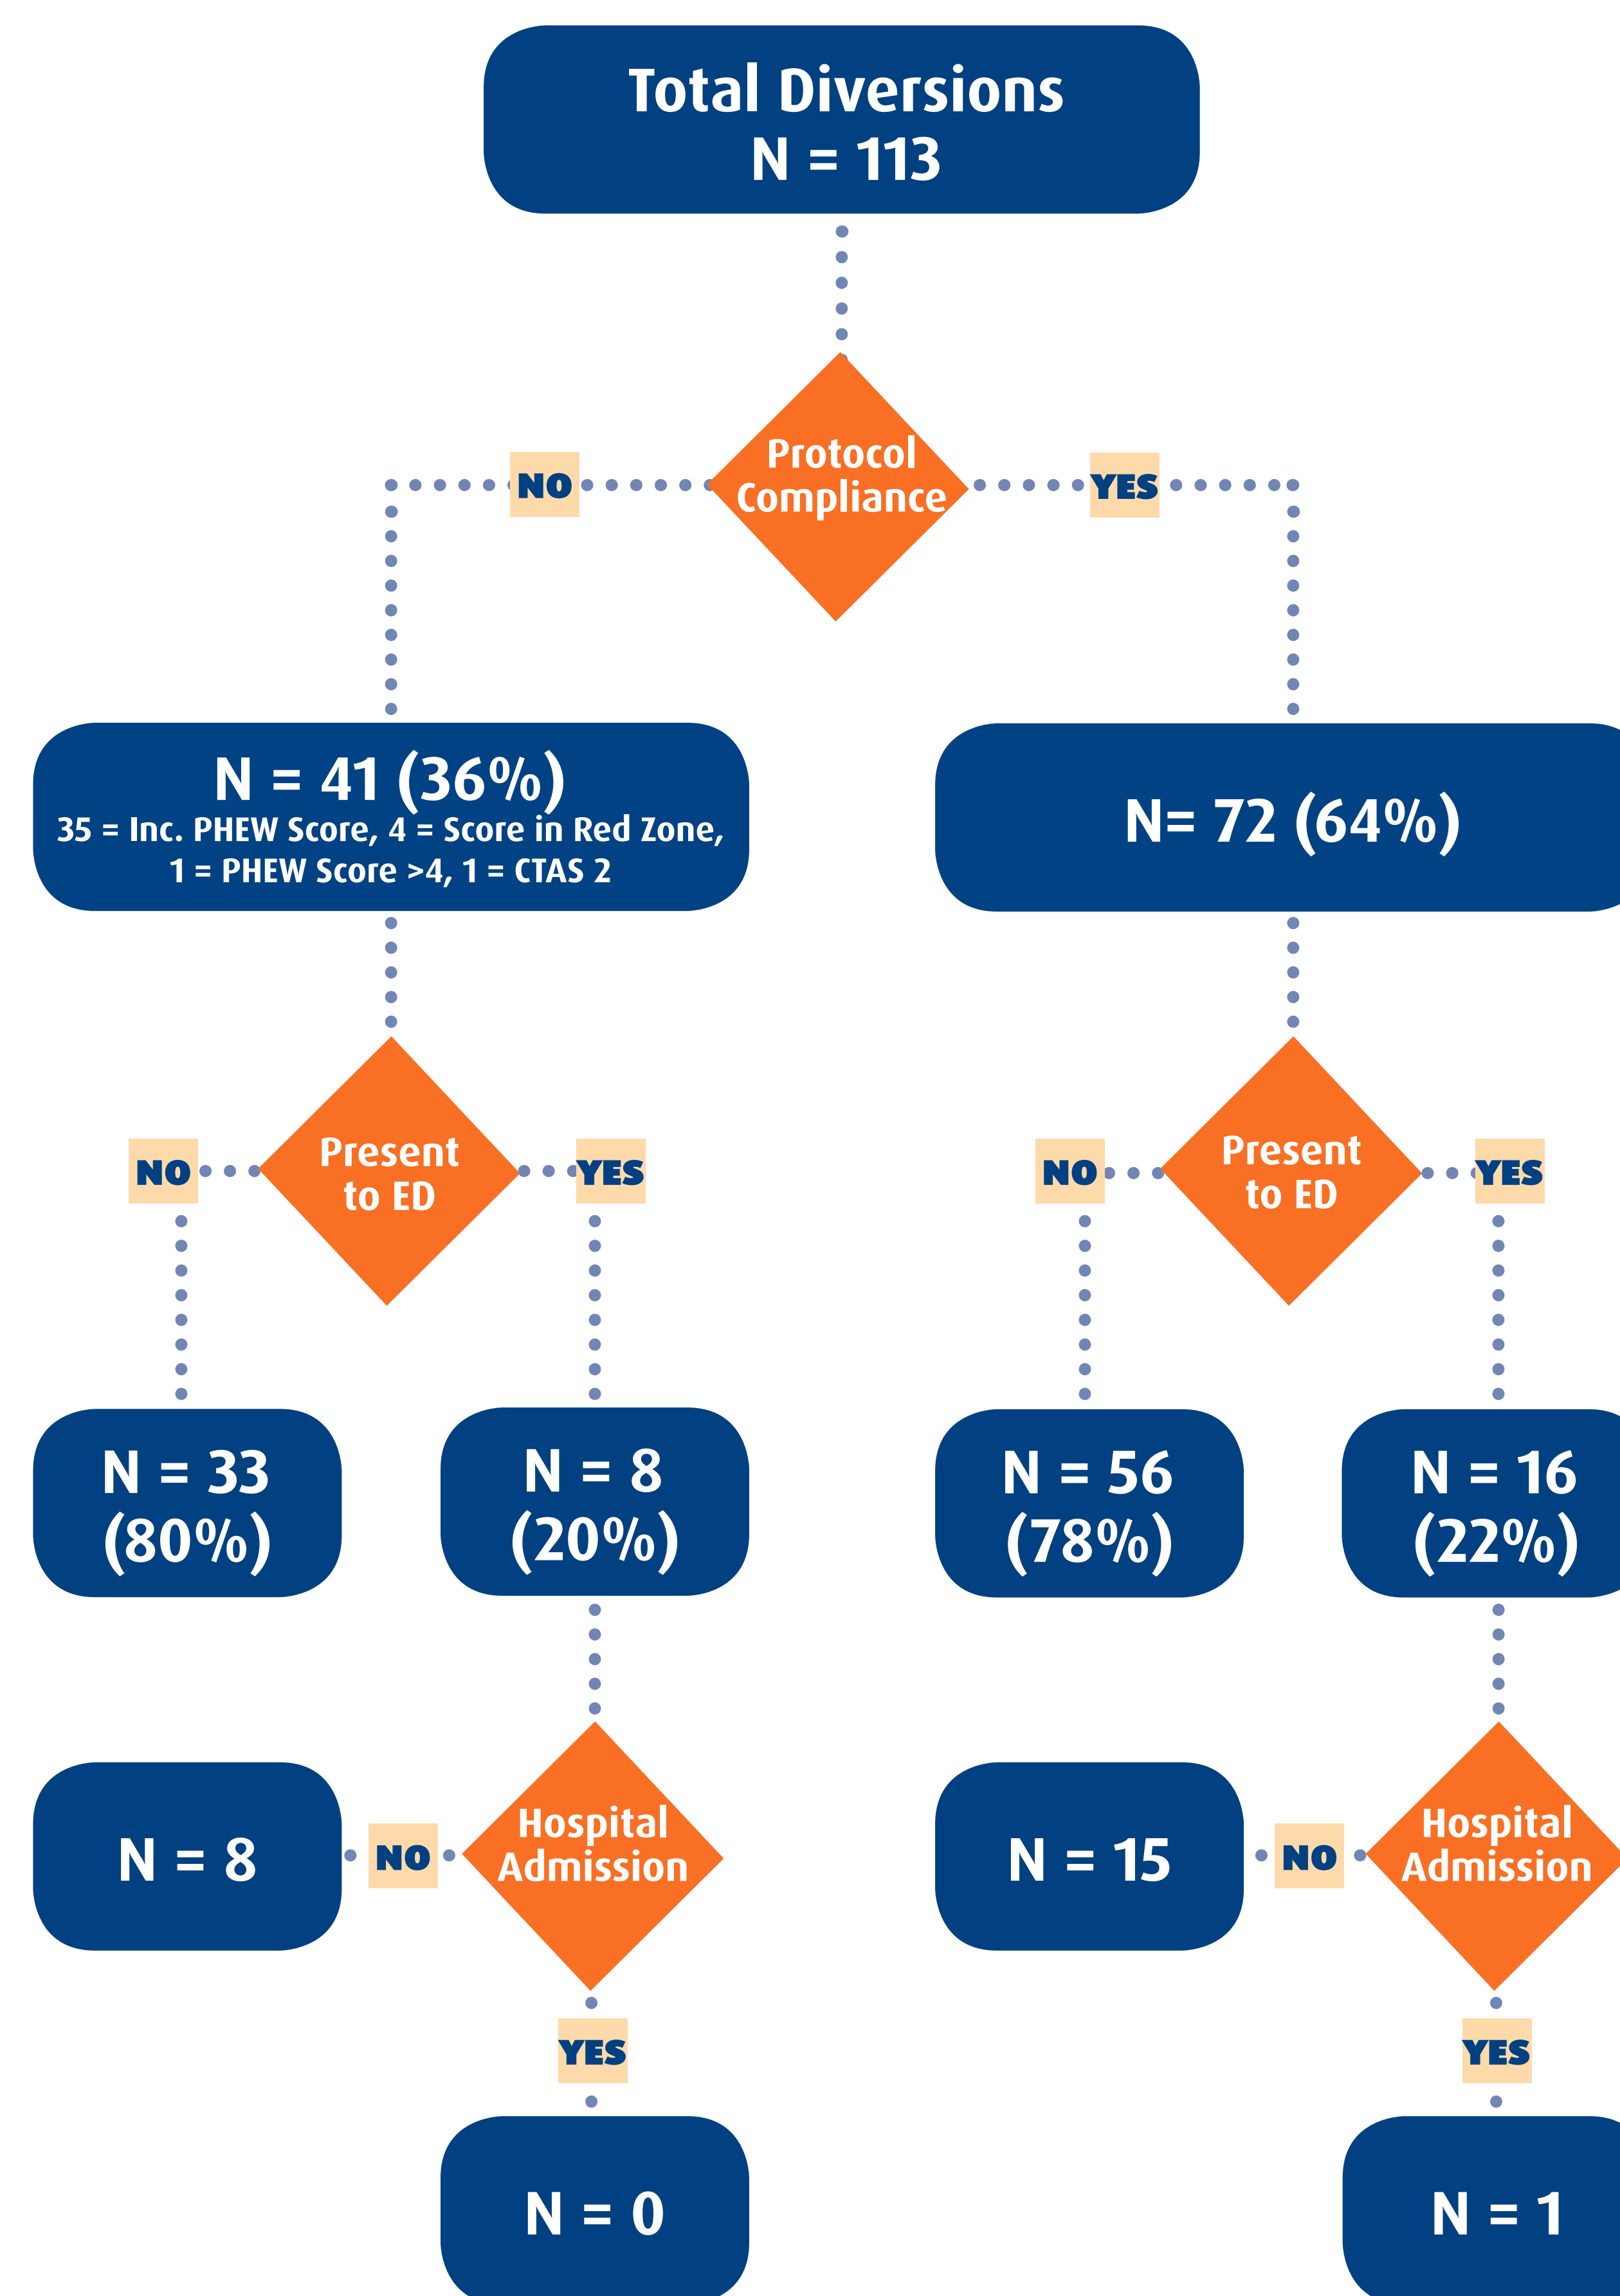 Total Diversions
N = 113
Protocol
Compliance
NO
YES
N = 41 (36%)
35 = Inc. PHEW Score, 4 = Score in Red Zone,
1 = PHEW Score >4, 1 = CTAS 2
N= 72 (64%)
Present
to ED
NO
YES
Present
to ED
NO
YES
N = 33
(80%)
N = 8
(20%)
N = 56
(78%)
N = 16
(22%)
Hospital
Admission
NO
N = 8
Hospital
Admission
NO
N = 15
YES
YES
N = 0
N = 1